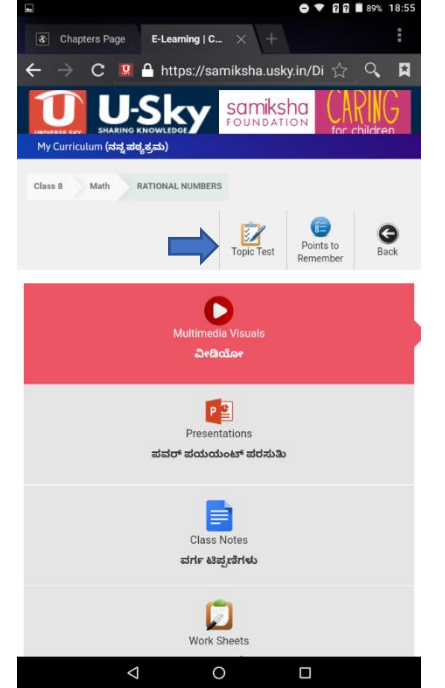 89% 18:55
Chapters Page E-Learning | C...
https://samiksha.usky.in/Di
U U-Sky samiksha CARING
UNIVERSE SKY SHARING KNOWLEDGE FOUNDATION for children
My Curriculum (ನನ್ನ ಪಠ್ಯಕ್ರಮ)
Class 8 Math RATIONAL NUMBERS
Topic Test
Points to
Remember
Back
Multimedia Visuals
ವೀಡಿಯೋ
Presentations
ಪವರ್ ಪಯಯಂಟ್ ಪರಸುತಿ
Class Notes
ವರ್ಗ ಟಿಪ್ಪಣಿಗಳು
Work Sheets